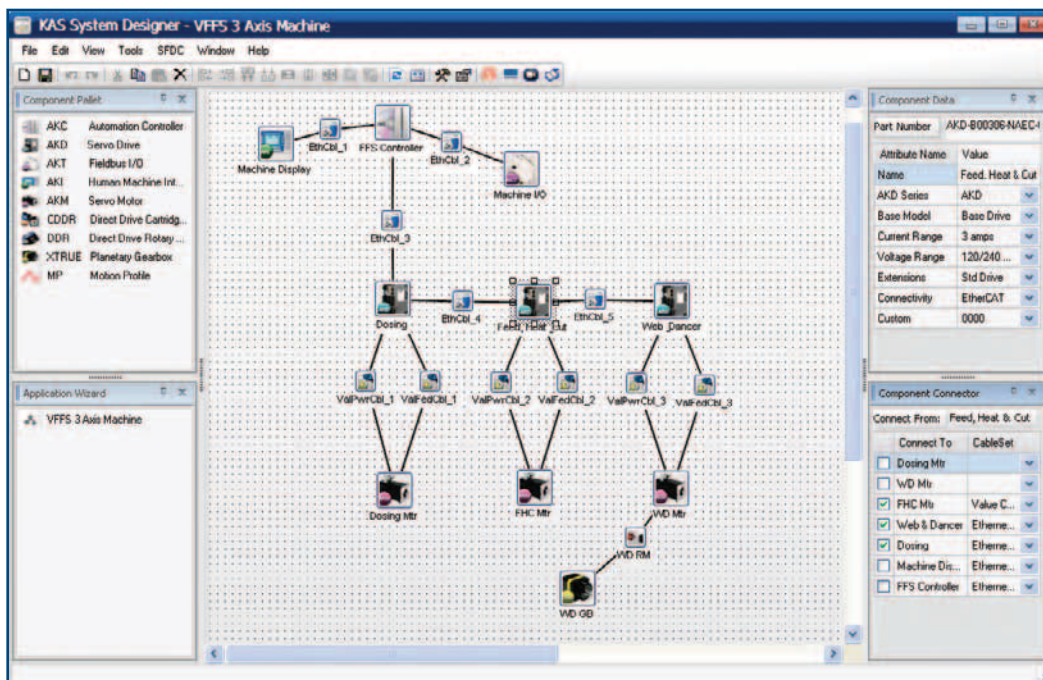 KAS System Designer - VFFS 3 Axis Machine
File Edit View Tools SFDC Window Help
Component Pallet
AKC Automation Controller
AKD Servo Drive
AKT Fieldbus I/O
AKI Human Machine Int...
AKM Servo Motor
CDDR Direct Drive Cartridg...
DDR Direct Drive Rotary ...
XTRUE Planetary Gearbox
MP Motion Profile
Application Wizard
VFFS 3 Axis Machine
Machine Display
EthCbl_1
FFS Controller
EthCbl_2
Machine I/O
EthCbl_3
Dosing
EthCbl_4
Feed, Heat_Cut
EthCbl_5
Web_Dancer
ValPwrCbl_1
ValFedCbl_1
ValPwrCbl_2
ValFedCbl_2
ValPwrCbl_3
ValFedCbl_3
Dosing Mtr
FHC Mtr
WD Mtr
WD RM
WD GB
Component Data
Part Number AKD-B00306-NAEC-
Attribute Name Value
Name Feed, Heat & Cut
AKD Series AKD
Base Model Base Drive
Current Range 3 amps
Voltage Range 120/240 ...
Extensions Std Drive
Connectivity EtherCAT
Custom 0000
Component Connector
Connect From: Feed, Heat & Cut
Connect To CableSet
Dosing Mtr
WD Mtr
FHC Mtr Value C...
Web & Dancer Etherne...
Dosing Etherne...
Machine Dis... Etherne...
FFS Controller Etherne...